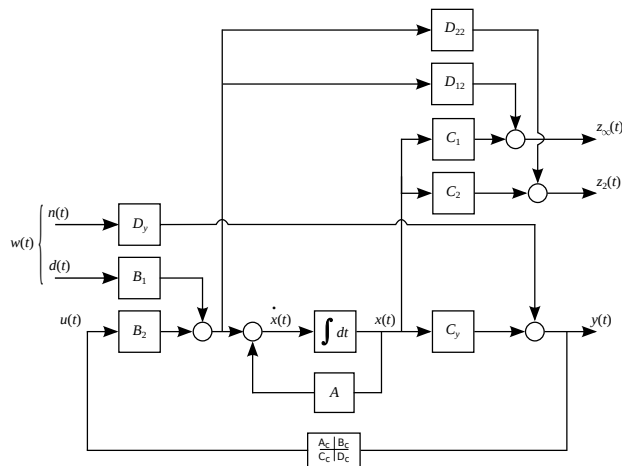 D22
D12
z∞(t)
C1
z2(t)
C2
n(t)
Dy
w(t)
d(t)
B1
u(t)
B2
ẋ(t)
∫ dt
x(t)
Cy
y(t)
A
Ac Bc
Cc Dc